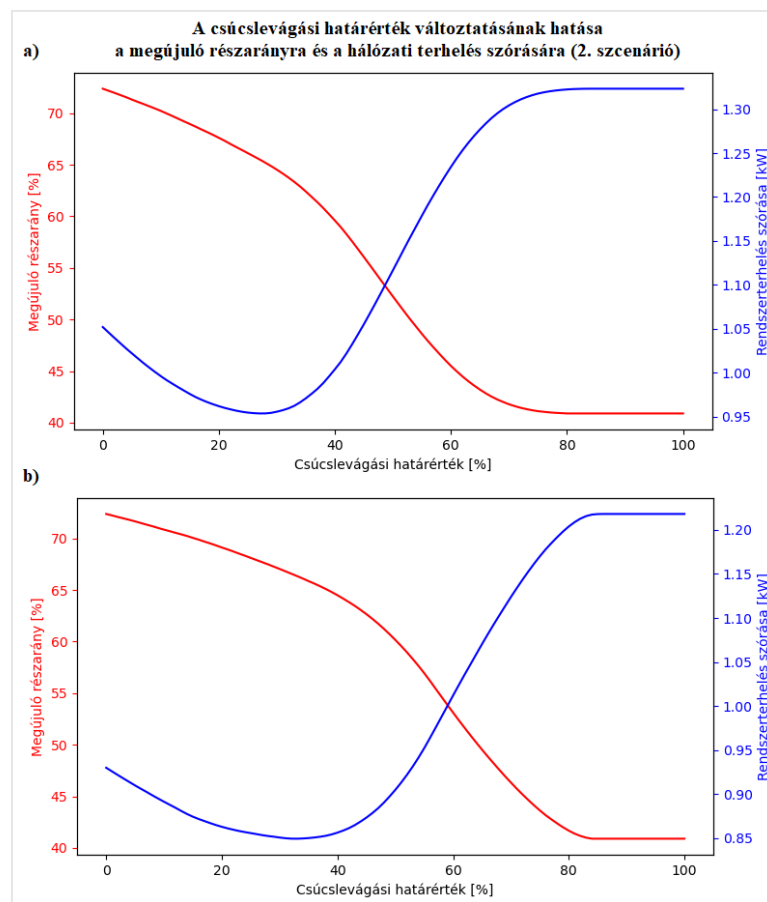 A csúcslevágási határérték változtatásának hatása
a megújuló részarányra és a hálózati terhelés szórására (2. szcenárió)
a)
Megújuló részarány [%]
70
65
60
55
50
45
40
1.30
1.25
1.20
1.15
1.10
1.05
1.00
0.95
Rendszerterhelés szórása [kW]
0 20 40 60 80 100
Csúcslevágási határérték [%]
b)
Megújuló részarány [%]
70
65
60
55
50
45
40
1.20
1.15
1.10
1.05
1.00
0.95
0.90
0.85
Rendszerterhelés szórása [kW]
0 20 40 60 80 100
Csúcslevágási határérték [%]